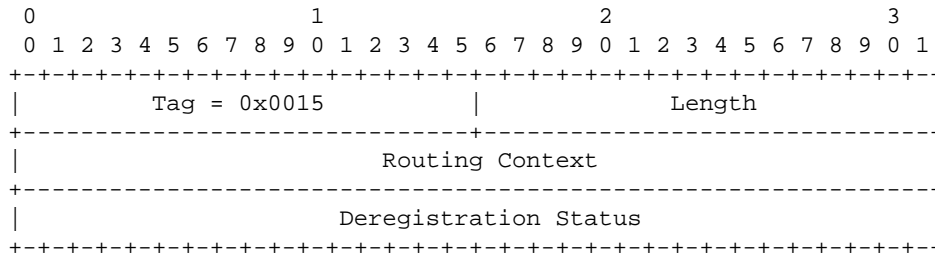 0                   1                   2                   3
0 1 2 3 4 5 6 7 8 9 0 1 2 3 4 5 6 7 8 9 0 1 2 3 4 5 6 7 8 9 0 1
+-+-+-+-+-+-+-+-+-+-+-+-+-+-+-+-+-+-+-+-+-+-+-+-+-+-+-+-+-+-+-+--
|         Tag = 0x0015          |             Length
+-------------------------------+--------------------------------
|                         Routing Context
+----------------------------------------------------------------
|                      Deregistration Status
+-+-+-+-+-+-+-+-+-+-+-+-+-+-+-+-+-+-+-+-+-+-+-+-+-+-+-+-+-+-+-+-+